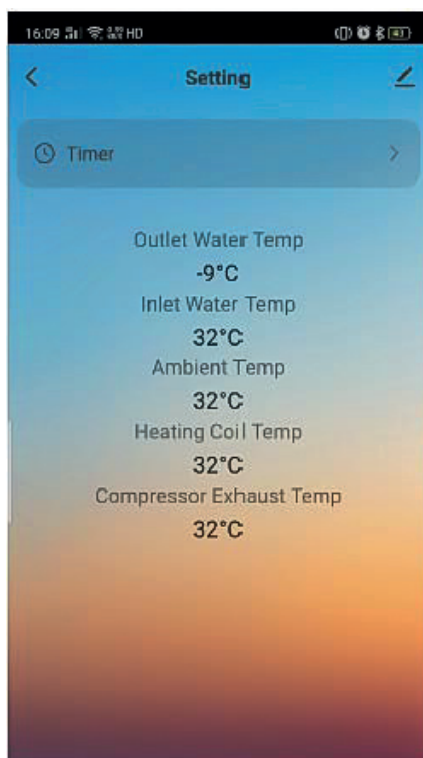 16:09 HD
Setting
Timer
Outlet Water Temp
-9°C
Inlet Water Temp
32°C
Ambient Temp
32°C
Heating Coil Temp
32°C
Compressor Exhaust Temp
32°C